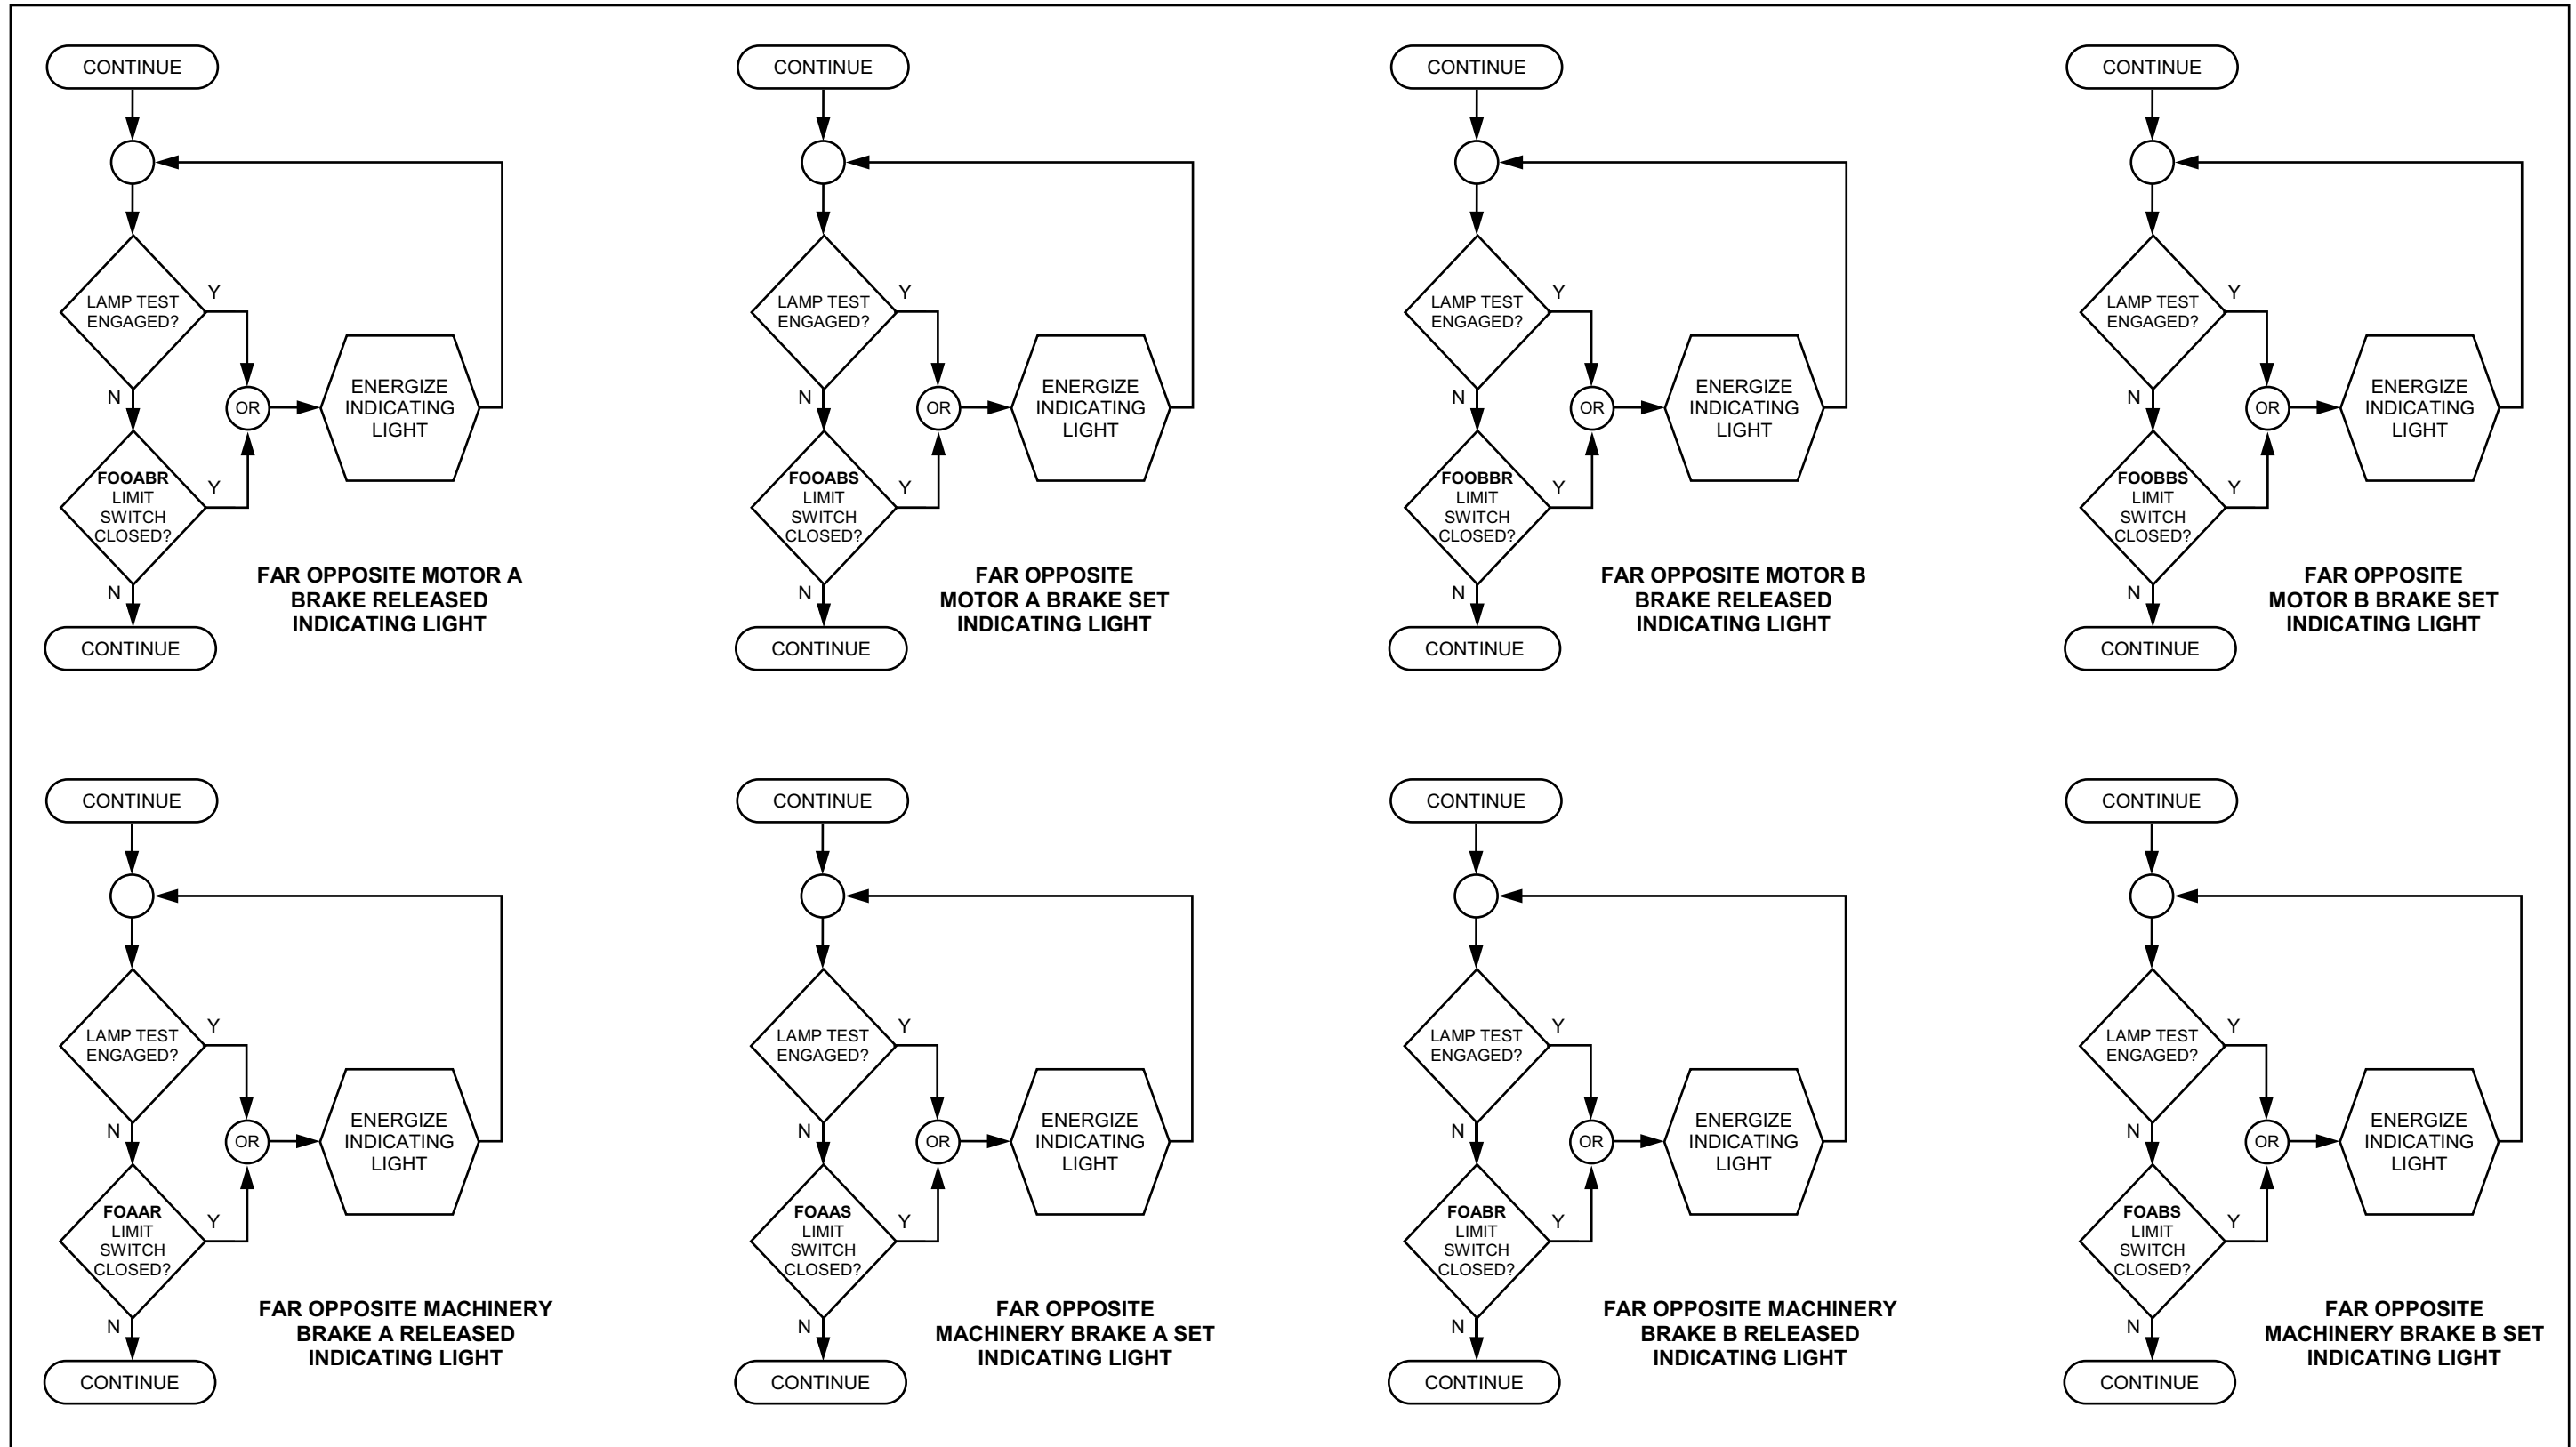 CONTINUE
LAMP TEST
ENGAGED?
Y
N
OR
ENERGIZE
INDICATING
LIGHT
FOOABR
LIMIT
SWITCH
CLOSED?
Y
N
CONTINUE
FAR OPPOSITE MOTOR A
BRAKE RELEASED
INDICATING LIGHT
CONTINUE
LAMP TEST
ENGAGED?
Y
N
OR
ENERGIZE
INDICATING
LIGHT
FOOABS
LIMIT
SWITCH
CLOSED?
Y
N
CONTINUE
FAR OPPOSITE
MOTOR A BRAKE SET
INDICATING LIGHT
CONTINUE
LAMP TEST
ENGAGED?
Y
N
OR
ENERGIZE
INDICATING
LIGHT
FOOBBR
LIMIT
SWITCH
CLOSED?
Y
N
CONTINUE
FAR OPPOSITE MOTOR B
BRAKE RELEASED
INDICATING LIGHT
CONTINUE
LAMP TEST
ENGAGED?
Y
N
OR
ENERGIZE
INDICATING
LIGHT
FOOBBS
LIMIT
SWITCH
CLOSED?
Y
N
CONTINUE
FAR OPPOSITE
MOTOR B BRAKE SET
INDICATING LIGHT
CONTINUE
LAMP TEST
ENGAGED?
Y
N
OR
ENERGIZE
INDICATING
LIGHT
FOAAR
LIMIT
SWITCH
CLOSED?
Y
N
CONTINUE
FAR OPPOSITE MACHINERY
BRAKE A RELEASED
INDICATING LIGHT
CONTINUE
LAMP TEST
ENGAGED?
Y
N
OR
ENERGIZE
INDICATING
LIGHT
FOAAS
LIMIT
SWITCH
CLOSED?
Y
N
CONTINUE
FAR OPPOSITE
MACHINERY BRAKE A SET
INDICATING LIGHT
CONTINUE
LAMP TEST
ENGAGED?
Y
N
OR
ENERGIZE
INDICATING
LIGHT
FOABR
LIMIT
SWITCH
CLOSED?
Y
N
CONTINUE
FAR OPPOSITE MACHINERY
BRAKE B RELEASED
INDICATING LIGHT
CONTINUE
LAMP TEST
ENGAGED?
Y
N
OR
ENERGIZE
INDICATING
LIGHT
FOABS
LIMIT
SWITCH
CLOSED?
Y
N
CONTINUE
FAR OPPOSITE
MACHINERY BRAKE B SET
INDICATING LIGHT